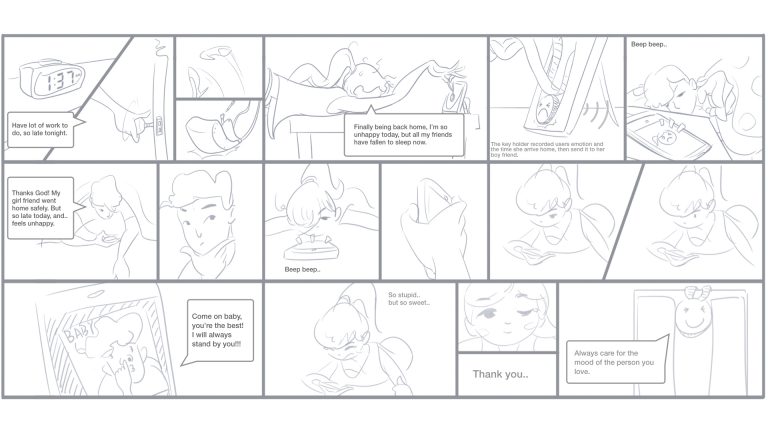 1:37
Have lot of work to
do, so late tonight.
Finally being back home, I'm so
unhappy today, but all my friends
have fallen to sleep now.
The key holder recorded users emotion and
the time she arrive home, then send it to her
boy friend.
Beep beep..
Thanks God! My
girl friend went
home safely. But
so late today, and..
feels unhappy.
Beep beep..
BABY
Come on baby,
you're the best!
I will always
stand by you!!!
So stupid..
but so sweet..
Thank you..
Always care for the
mood of the person you
love.